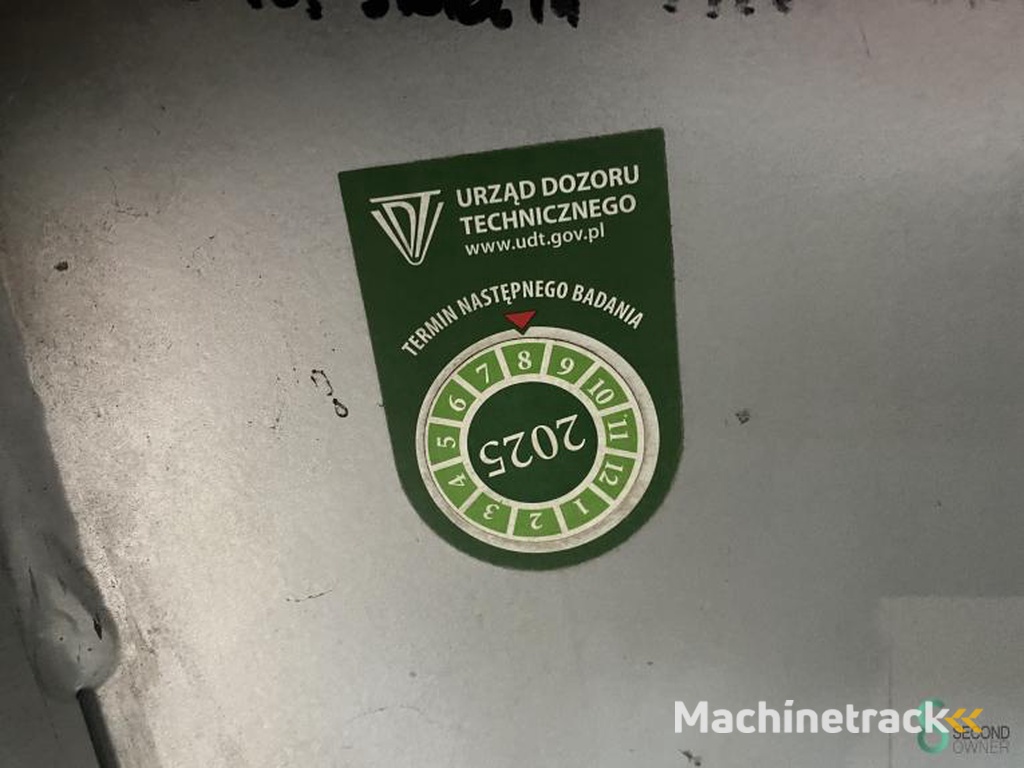 URZĄD DOZORU
TECHNICZNEGO
www.udt.gov.pl
TERMIN NASTĘPNEGO BADANIA
1 2 3 4 5 6 7 8 9 10 11 12
2025
Machinetrack
SECOND
OWNER